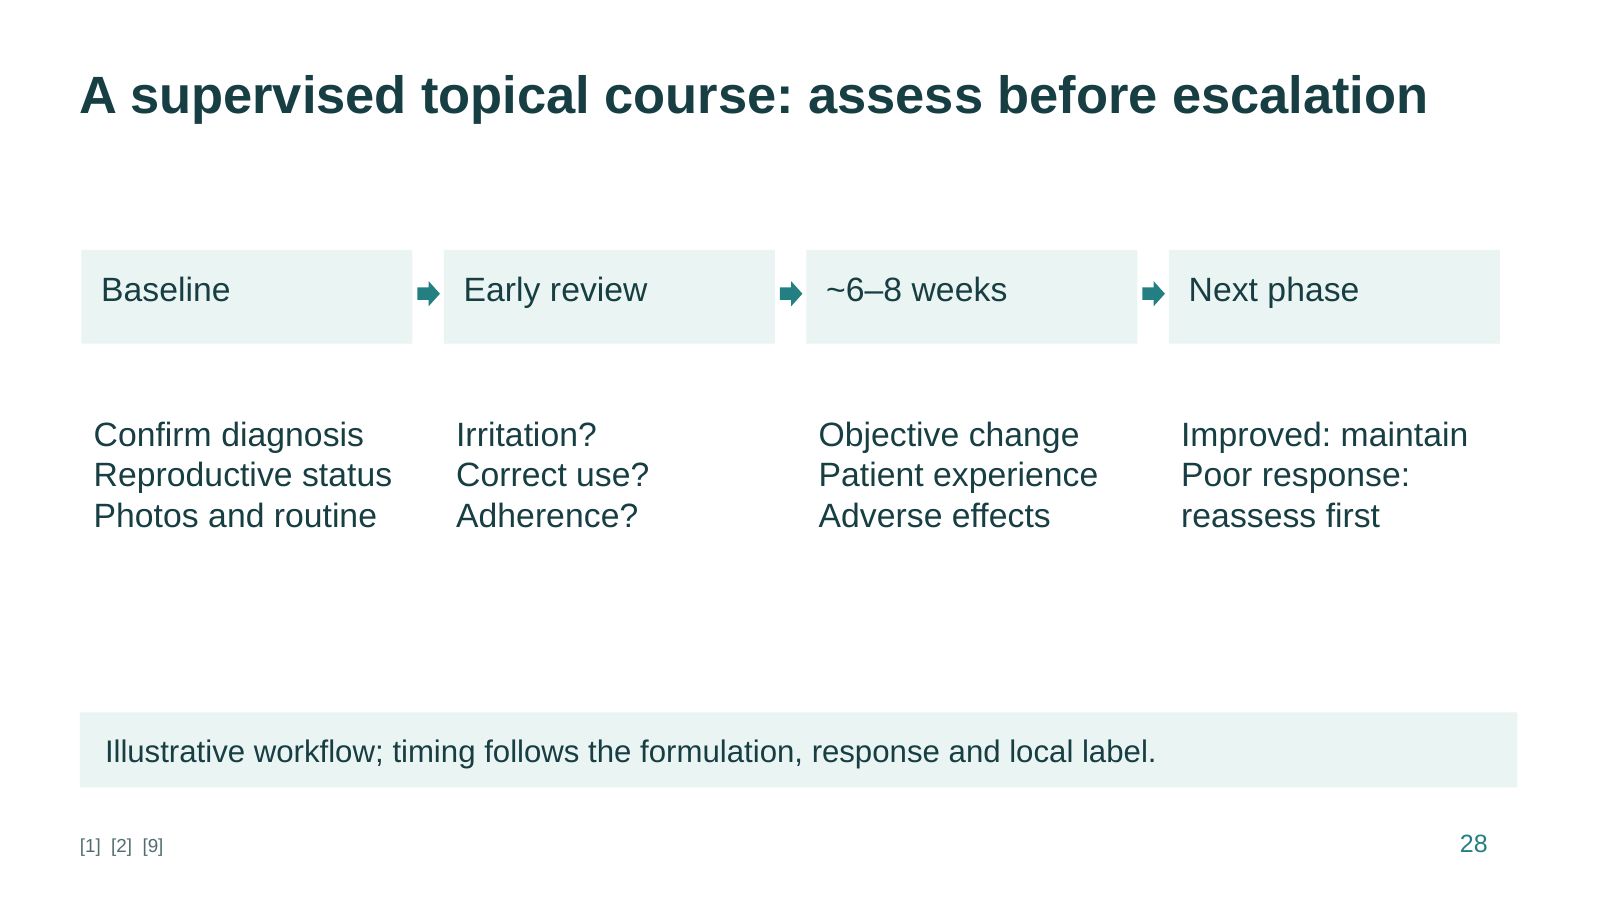 A supervised topical course: assess before escalation
Baseline
Early review
~6–8 weeks
Next phase
Confirm diagnosis
Reproductive status
Photos and routine
Irritation?
Correct use?
Adherence?
Objective change
Patient experience
Adverse effects
Improved: maintain
Poor response:
reassess first
Illustrative workflow; timing follows the formulation, response and local label.
[1] [2] [9]
28